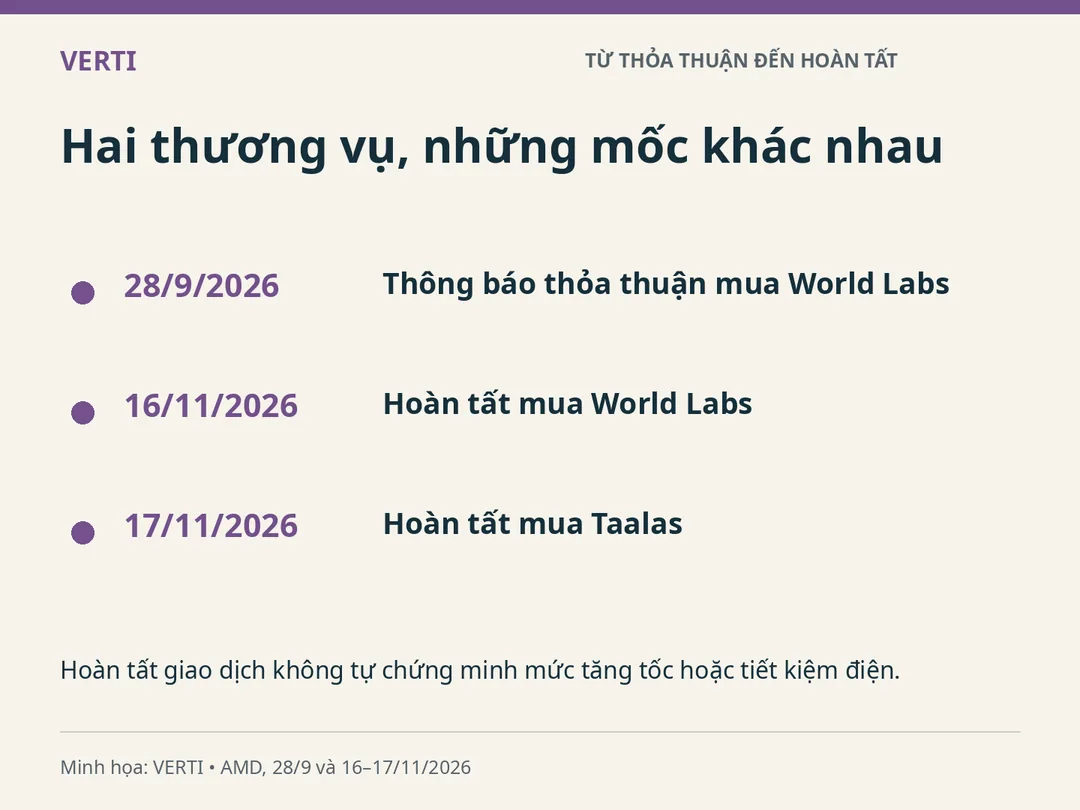 VERTI
TỪ THỎA THUẬN ĐẾN HOÀN TẤT
Hai thương vụ, những mốc khác nhau
28/9/2026 Thông báo thỏa thuận mua World Labs
16/11/2026 Hoàn tất mua World Labs
17/11/2026 Hoàn tất mua Taalas
Hoàn tất giao dịch không tự chứng minh mức tăng tốc hoặc tiết kiệm điện.
Minh họa: VERTI • AMD, 28/9 và 16–17/11/2026